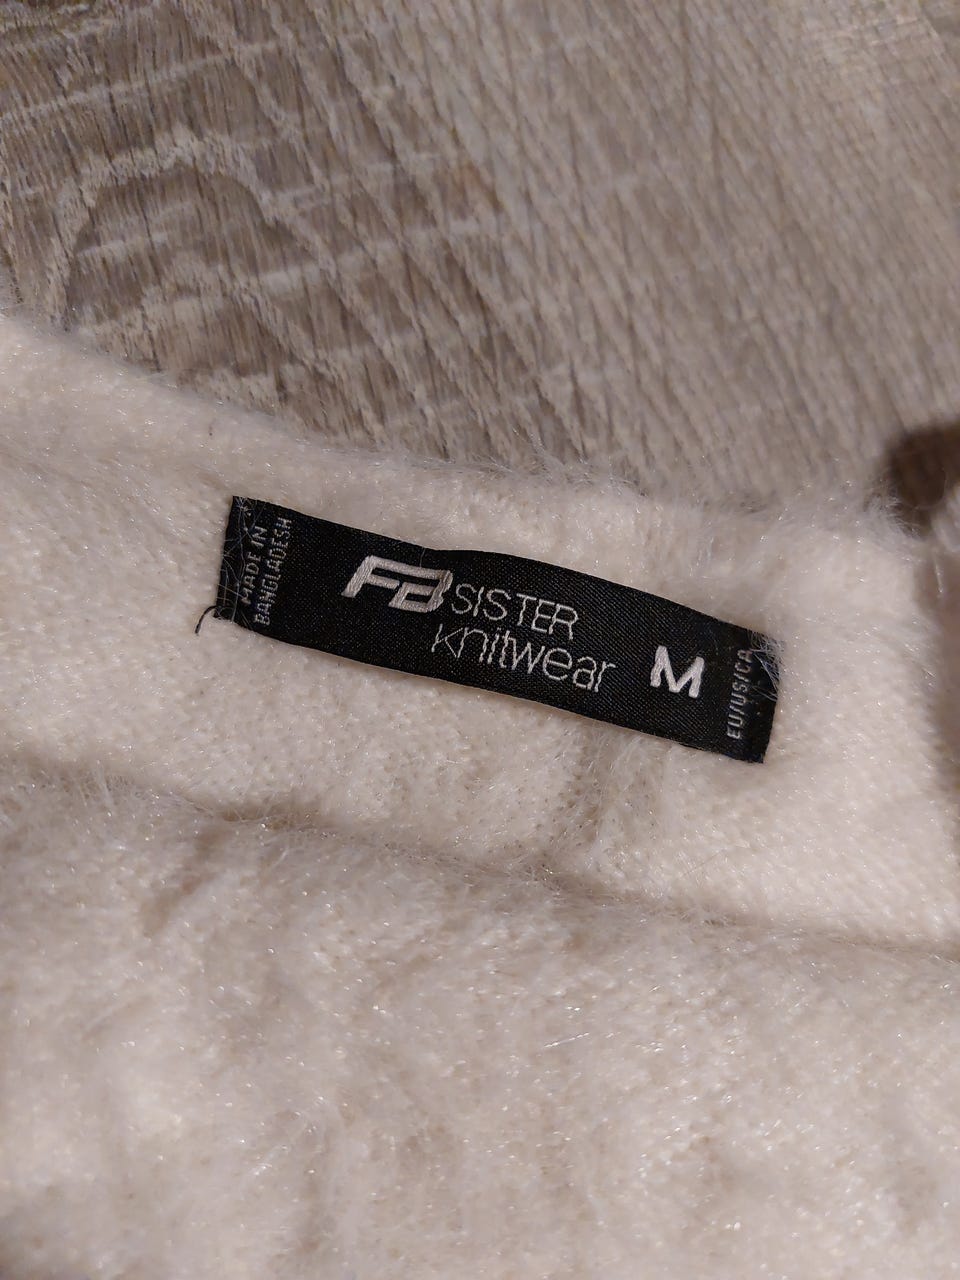 MADE IN
BANGLADESH
FB SISTER
knitwear
M
EU/US/CA